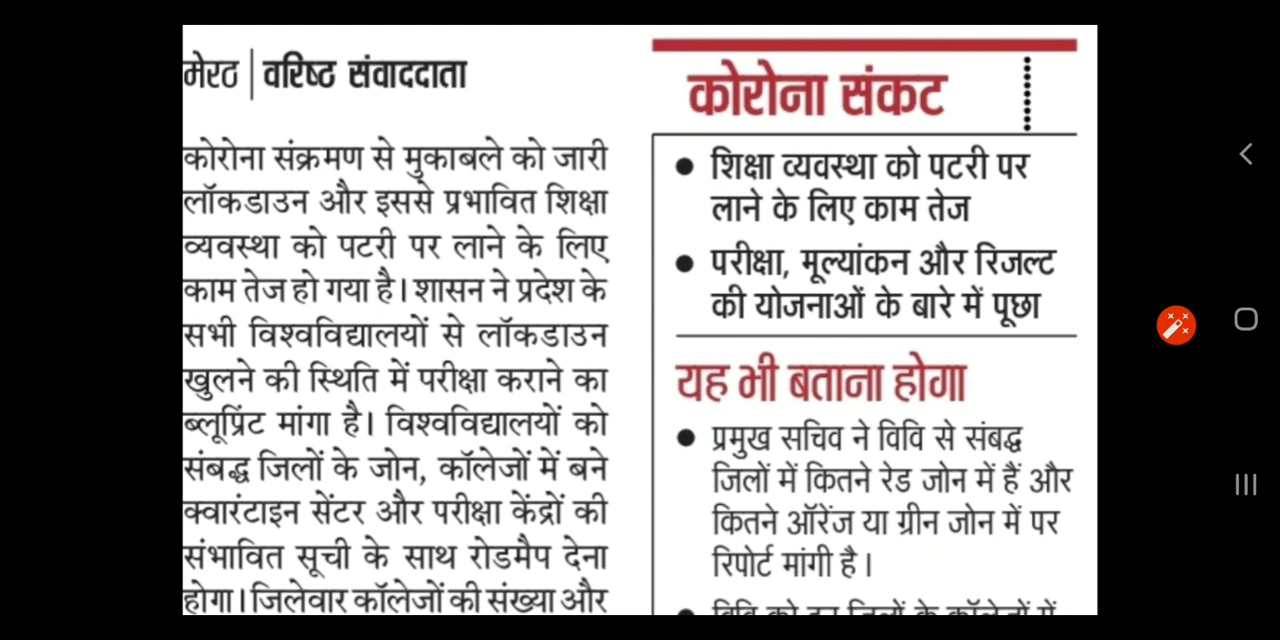 मेरठ | वरिष्ठ संवाददाता
कोरोना संक्रमण से मुकाबले को जारी
लॉकडाउन और इससे प्रभावित शिक्षा
व्यवस्था को पटरी पर लाने के लिए
काम तेज हो गया है। शासन ने प्रदेश के
सभी विश्वविद्यालयों से लॉकडाउन
खुलने की स्थिति में परीक्षा कराने का
ब्लूप्रिंट मांगा है। विश्वविद्यालयों को
संबद्ध जिलों के जोन, कॉलेजों में बने
क्वारंटाइन सेंटर और परीक्षा केंद्रों की
संभावित सूची के साथ रोडमैप देना
होगा। जिलेवार कॉलेजों की संख्या और
कोरोना संकट
● शिक्षा व्यवस्था को पटरी पर
लाने के लिए काम तेज
● परीक्षा, मूल्यांकन और रिजल्ट
की योजनाओं के बारे में पूछा
यह भी बताना होगा
● प्रमुख सचिव ने विवि से संबद्ध
जिलों में कितने रेड जोन में हैं और
कितने ऑरेंज या ग्रीन जोन में पर
रिपोर्ट मांगी है।